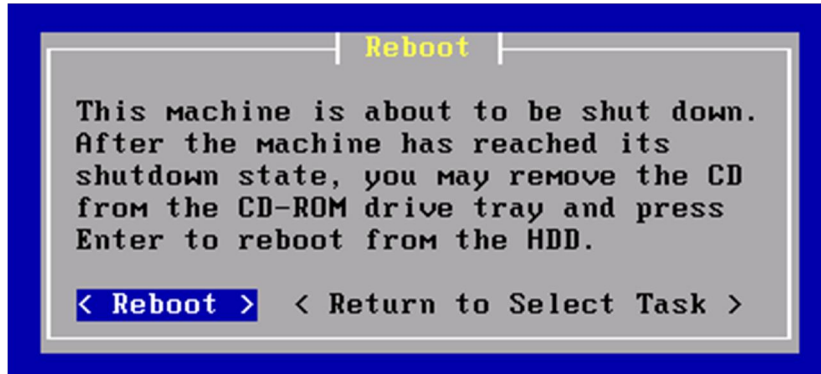 Reboot
This machine is about to be shut down.
After the machine has reached its
shutdown state, you may remove the CD
from the CD-ROM drive tray and press
Enter to reboot from the HDD.
< Reboot > < Return to Select Task >